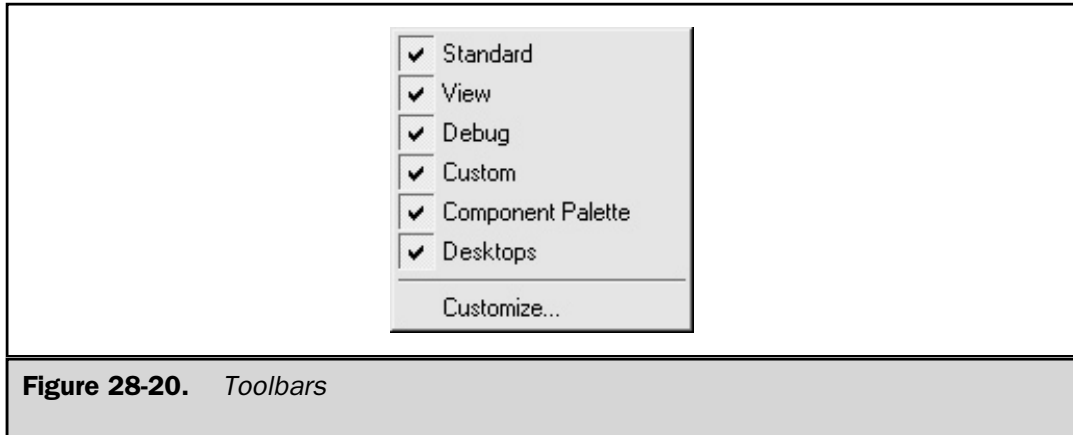 Standard
View
Debug
Custom
Component Palette
Desktops
Customize...
Figure 28-20. Toolbars